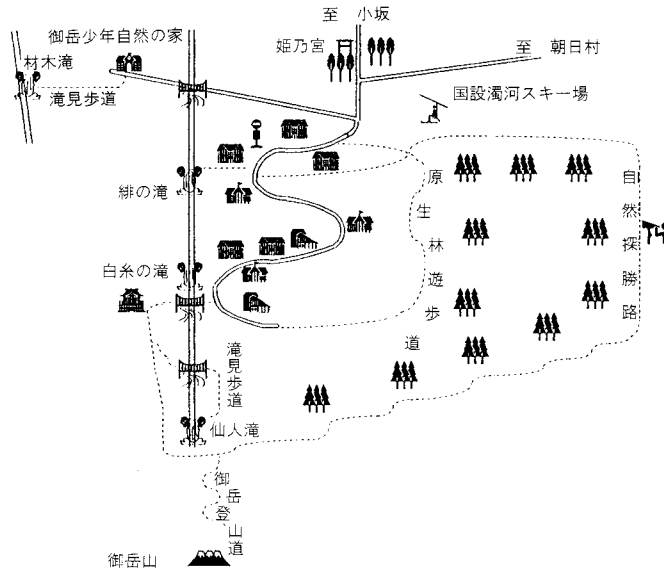 至 小坂
御岳少年自然の家
姫乃宮
至 朝日村
材木滝
滝見歩道
国設濁河スキー場
緋の滝
原生林遊歩道
自然探勝路
白糸の滝
滝見歩道
仙人滝
御岳登山道
御岳山